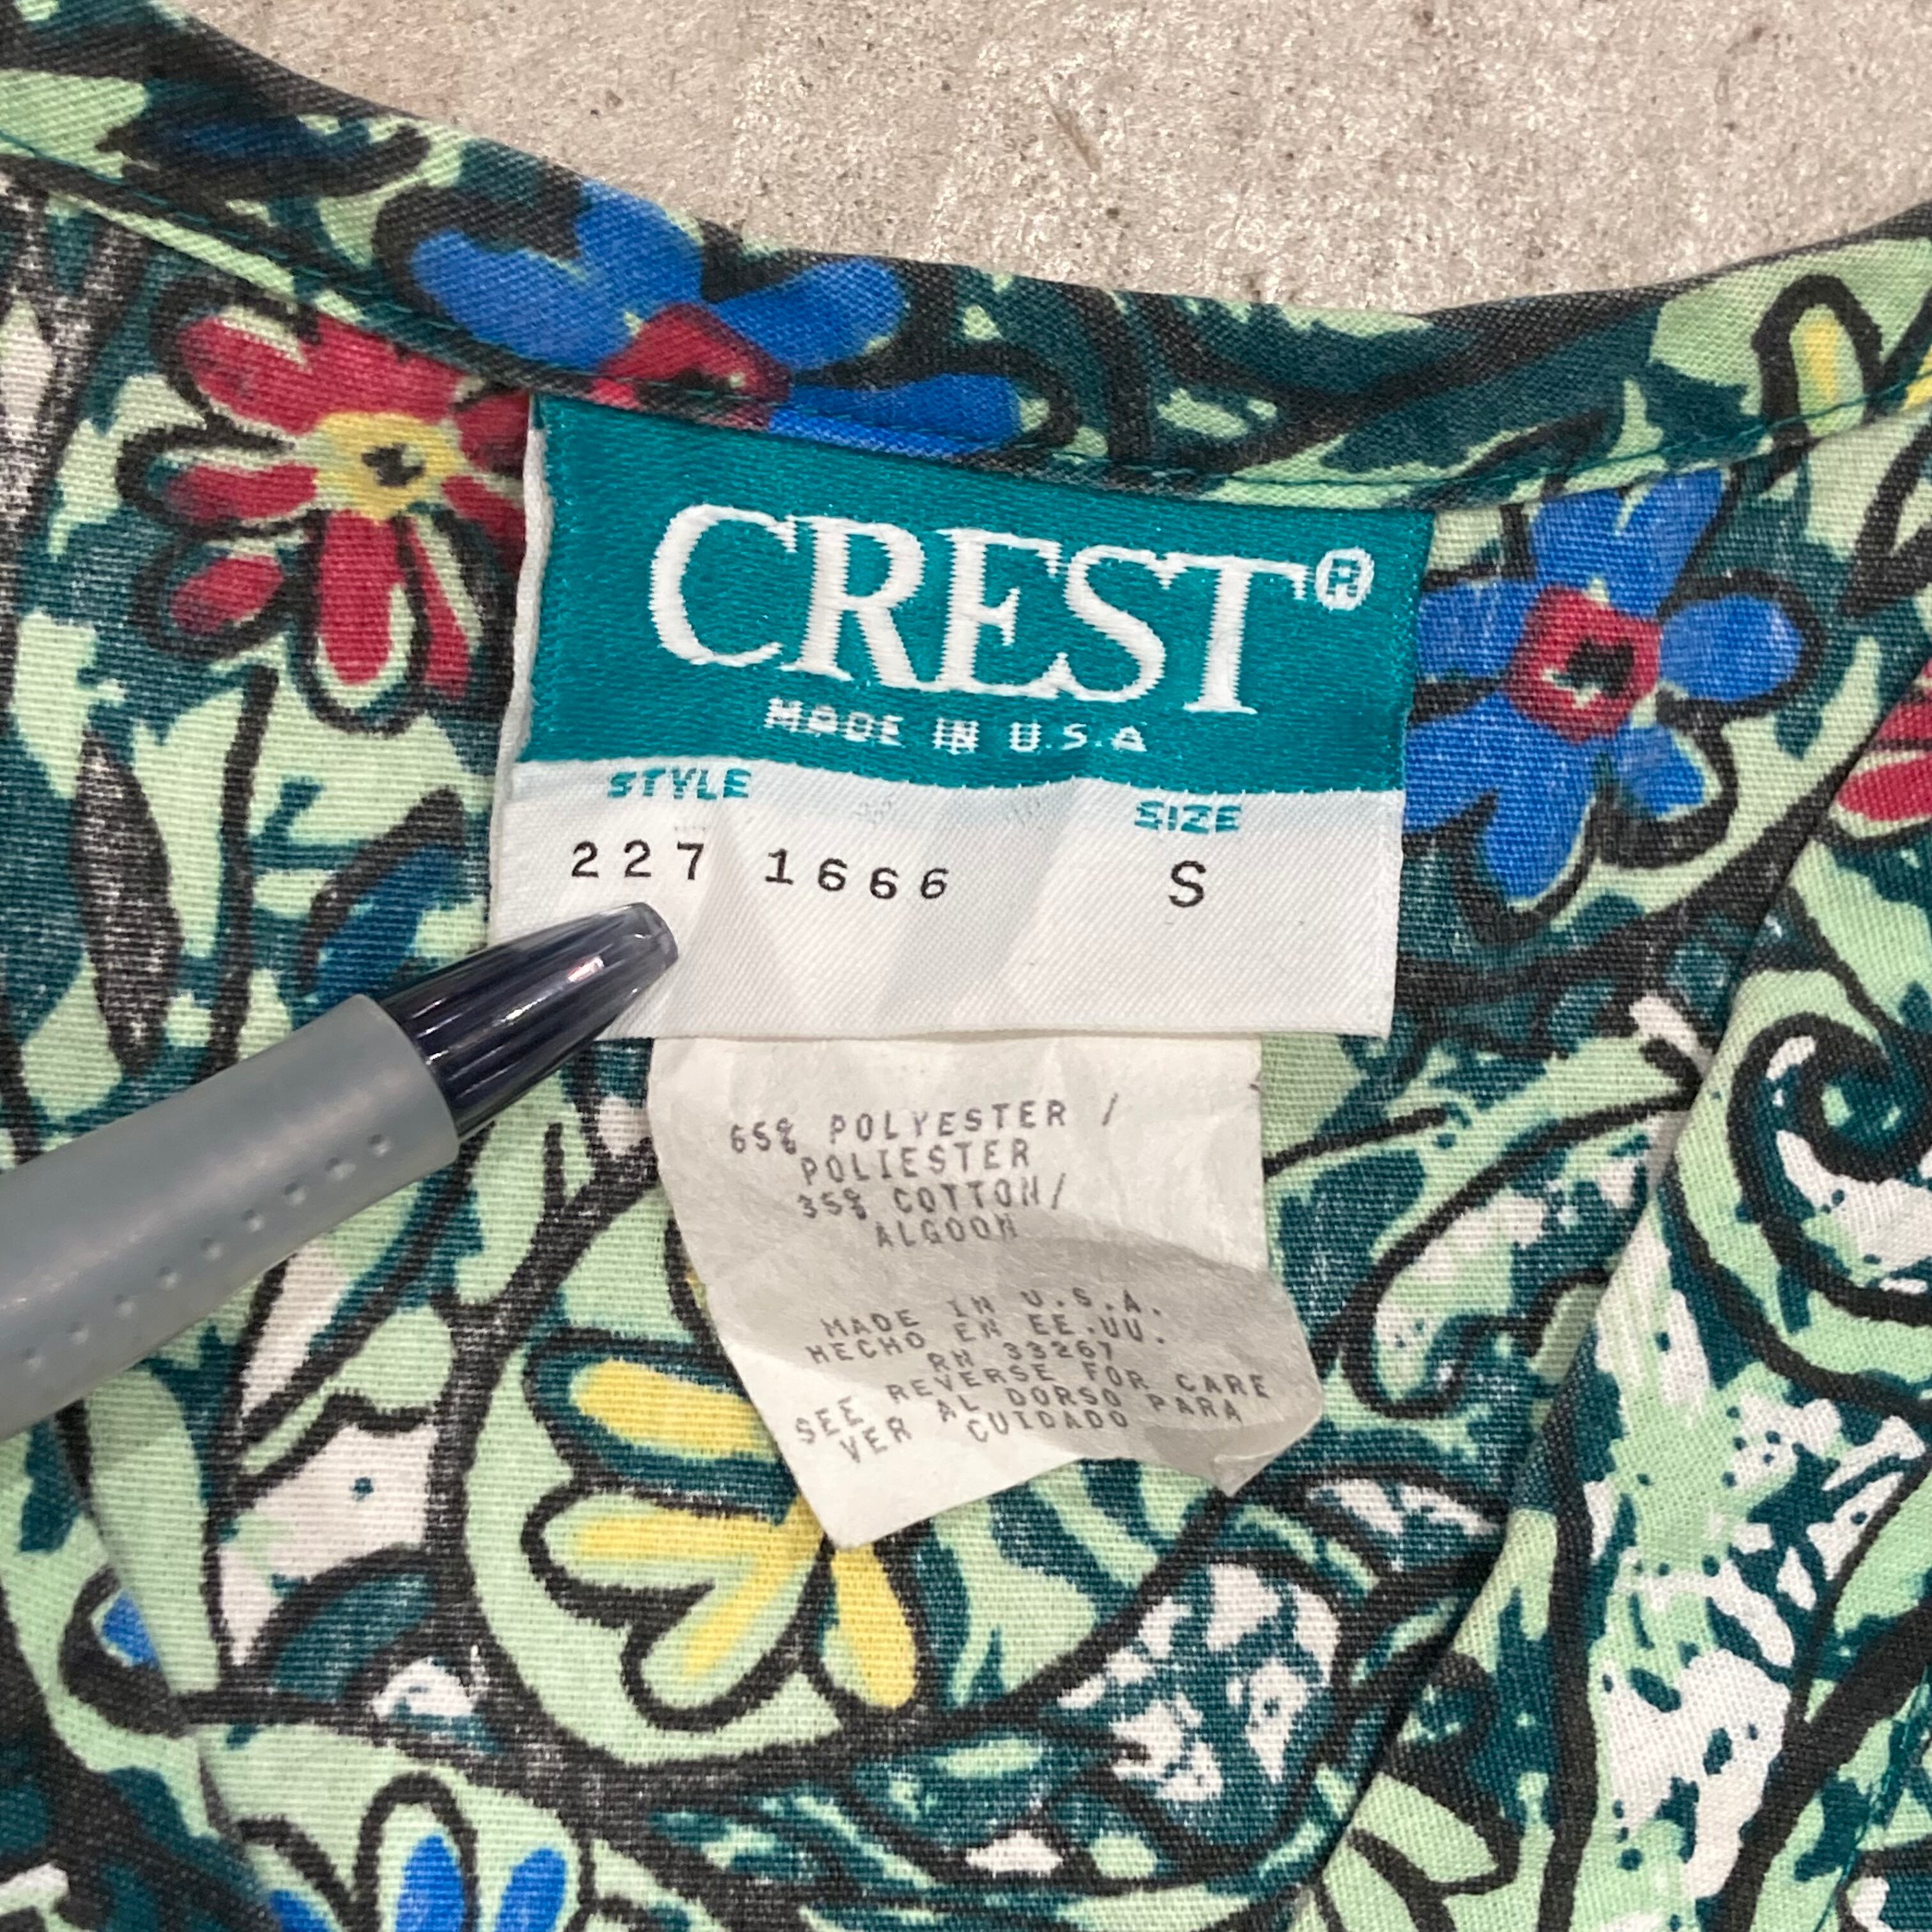 CREST®
MADE IN U.S.A
STYLE SIZE
227 1666 S
65% POLYESTER /
POLIESTER
35% COTTON/
ALGOON
MADE IN U.S.A.
HECHO EN EE.UU.
RN 33267
SEE REVERSE FOR CARE
VER AL DORSO PARA
CUIDADO